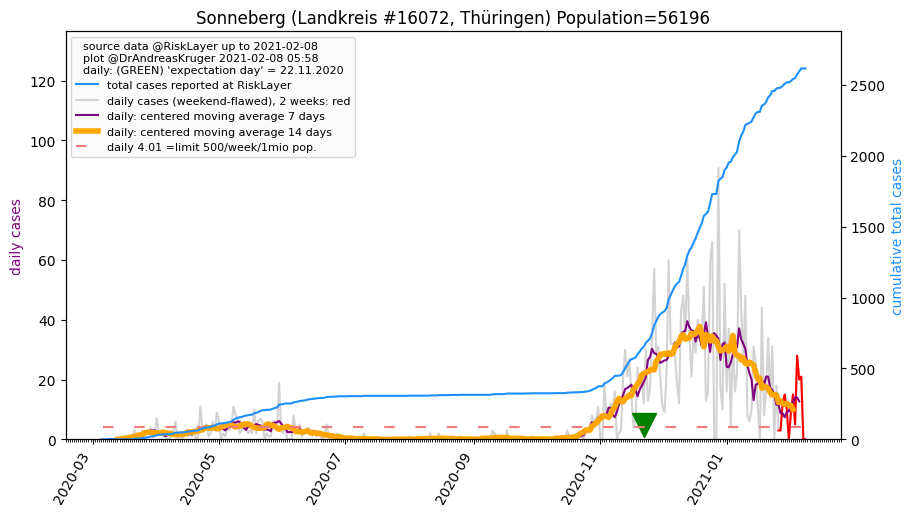 Sonneberg (Landkreis #16072, Thüringen) Population=56196
source data @RiskLayer up to 2021-02-08
plot @DrAndreasKruger 2021-02-08 05:58
daily: (GREEN) 'expectation day' = 22.11.2020
total cases reported at RiskLayer
daily cases (weekend-flawed), 2 weeks: red
daily: centered moving average 7 days
daily: centered moving average 14 days
daily 4.01 =limit 500/week/1mio pop.
daily cases
120
100
80
60
40
20
0
2500
2000
1500
1000
500
0
cumulative total cases
2020-03
2020-05
2020-07
2020-09
2020-11
2021-01